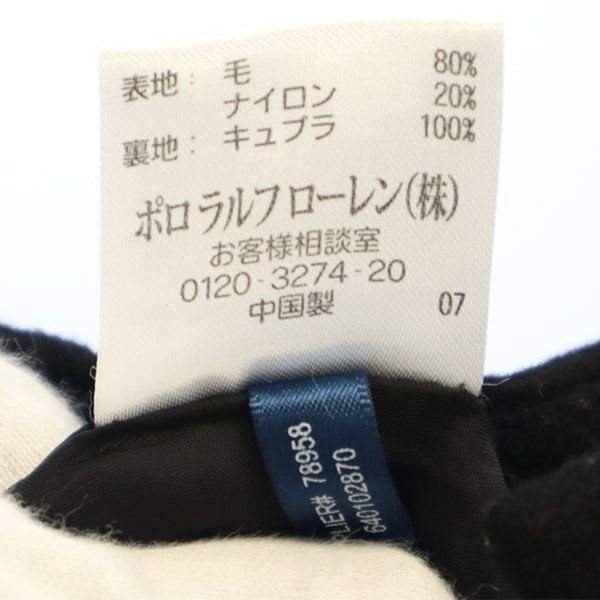 表地: 毛 80%
ナイロン 20%
裏地: キュプラ 100%
ポロ ラルフ ローレン(株)
お客様相談室
0120-3274-20
中国製 07
PLIER# 78958
640102870